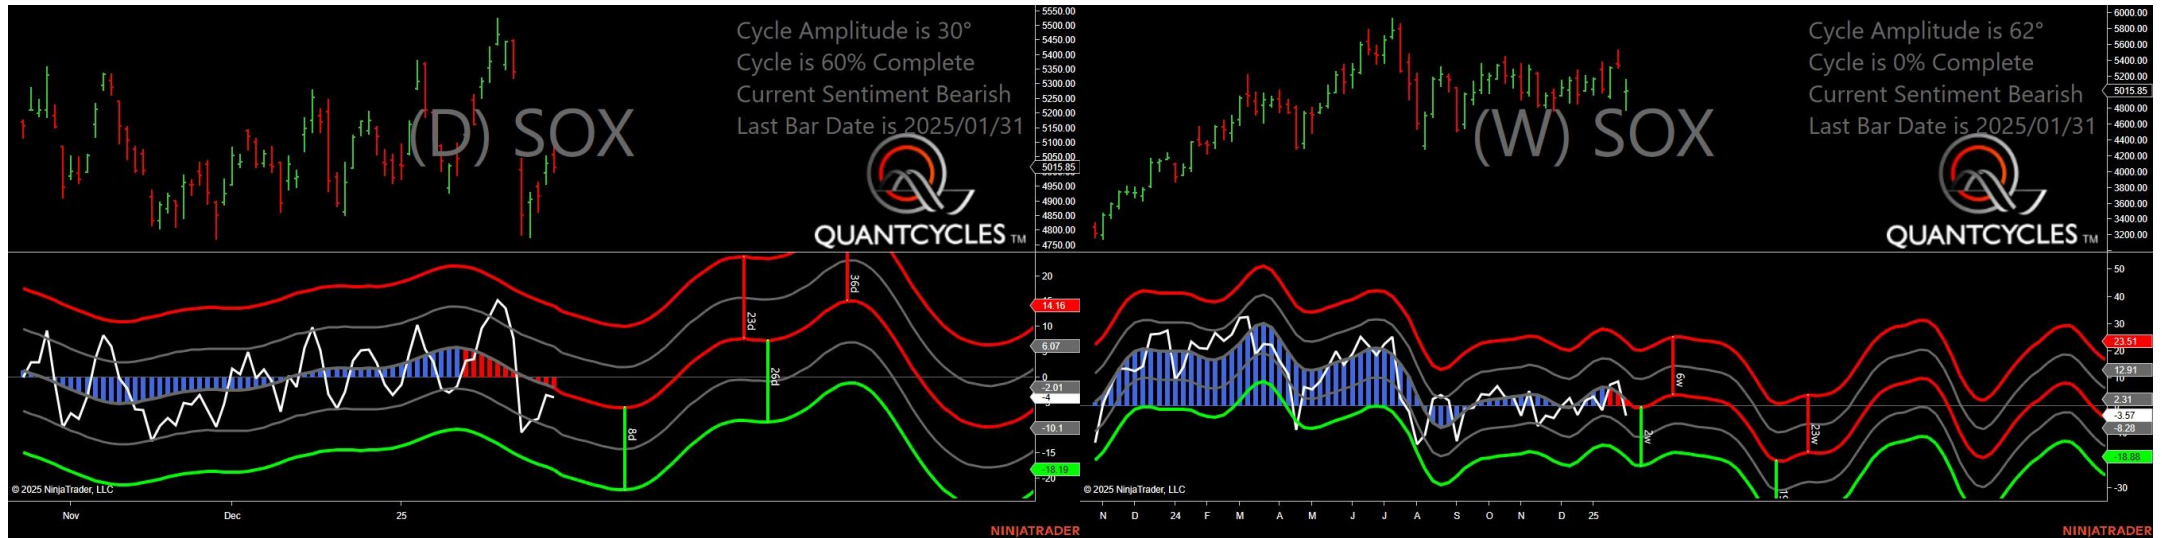 Cycle Amplitude is 30°
Cycle is 60% Complete
Current Sentiment Bearish
Last Bar Date is 2025/01/31
(D) SOX
QUANTCYCLES TM
5550.00
5500.00
5450.00
5400.00
5350.00
5300.00
5250.00
5200.00
5150.00
5100.00
5050.00
5015.85
4950.00
4900.00
4850.00
4800.00
4750.00
20
14.16
10
6.07
0
-2.01
-4
-10.1
-15
-18.19
-20
8d
23d
26d
36d
© 2025 NinjaTrader, LLC
Nov Dec 25
NINJATRADER
Cycle Amplitude is 62°
Cycle is 0% Complete
Current Sentiment Bearish
Last Bar Date is 2025/01/31
(W) SOX
QUANTCYCLES TM
6000.00
5800.00
5600.00
5400.00
5200.00
5015.85
4800.00
4600.00
4400.00
4200.00
4000.00
3800.00
3600.00
3400.00
3200.00
50
40
30
23.51
20
12.91
10
2.31
-3.57
-8.28
-18.88
-30
6w
23w
© 2025 NinjaTrader, LLC
N D 24 F M A M J J A S O N D 25
NINJATRADER